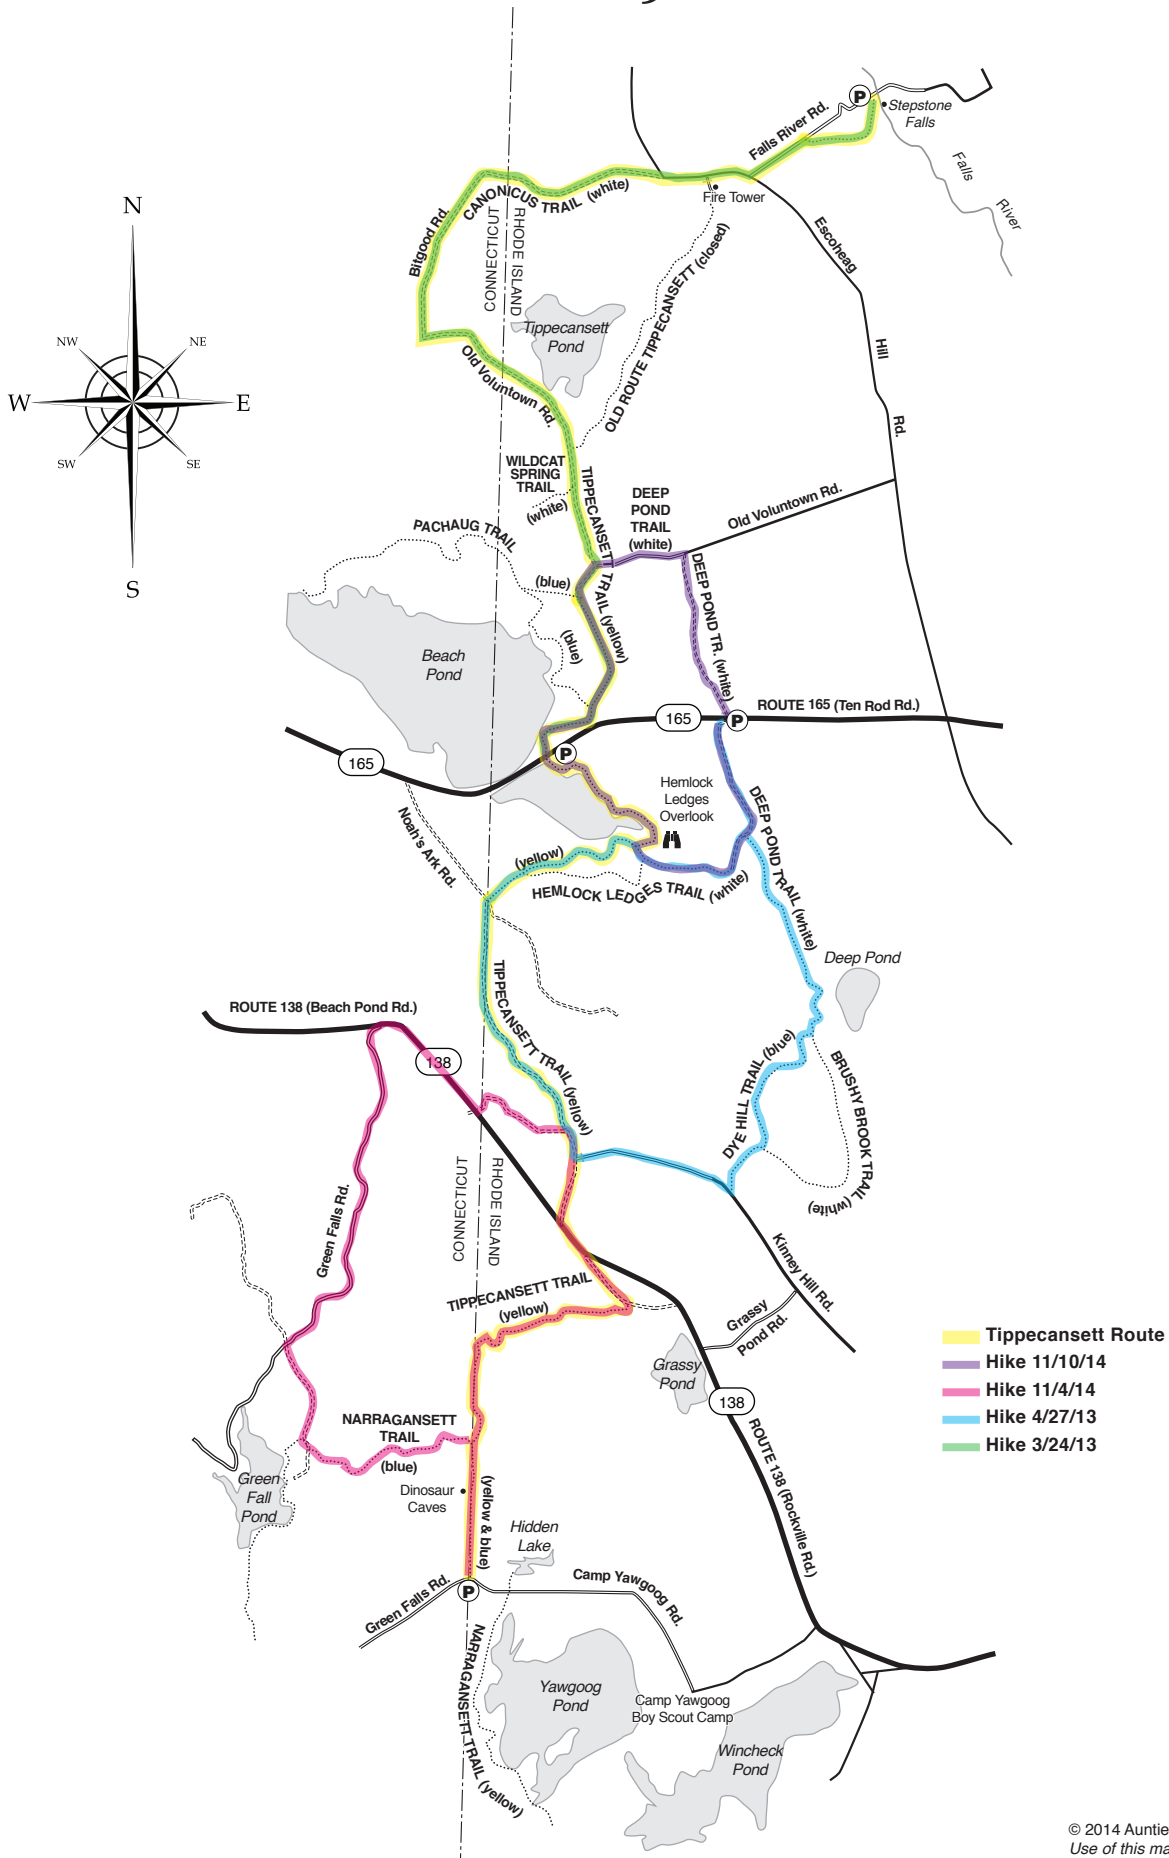 P
Stepstone
Falls
Falls River Rd.
Falls
River
CANONICUS TRAIL (white)
Fire Tower
N
NW
NE
W
E
SW
SE
S
Bitgood Rd.
CONNECTICUT
RHODE ISLAND
Escoheag
Hill
Rd.
Tippecansett
Pond
OLD ROUTE TIPPECANSETT (closed)
Old Voluntown Rd.
WILDCAT
SPRING
TRAIL
(white)
TIPPECANSETT TRAIL (yellow)
DEEP
POND
TRAIL
(white)
Old Voluntown Rd.
PACHAUG TRAIL
(blue)
(blue)
DEEP POND TR. (white)
Beach
Pond
165
P
ROUTE 165 (Ten Rod Rd.)
165
P
Hemlock
Ledges
Overlook
Noah's Ark Rd.
(yellow)
HEMLOCK LEDGES TRAIL (white)
DEEP POND TRAIL (white)
Deep Pond
ROUTE 138 (Beach Pond Rd.)
138
TIPPECANSETT TRAIL (yellow)
DYE HILL TRAIL (blue)
BRUSHY BROOK TRAIL (white)
CONNECTICUT
RHODE ISLAND
Green Falls Rd.
Kinney Hill Rd.
TIPPECANSETT TRAIL
(yellow)
Grassy
Pond Rd.
Grassy
Pond
138
Tippecansett Route
Hike 11/10/14
Hike 11/4/14
Hike 4/27/13
Hike 3/24/13
NARRAGANSETT
TRAIL
(blue)
ROUTE 138 (Rockville Rd.)
Green
Fall
Pond
Dinosaur
Caves
(yellow & blue)
Hidden
Lake
Green Falls Rd.
P
Camp Yawgoog Rd.
NARRAGANSETT TRAIL (yellow)
Yawgoog
Pond
Camp Yawgoog
Boy Scout Camp
Wincheck
Pond
© 2014 Auntie
Use of this ma